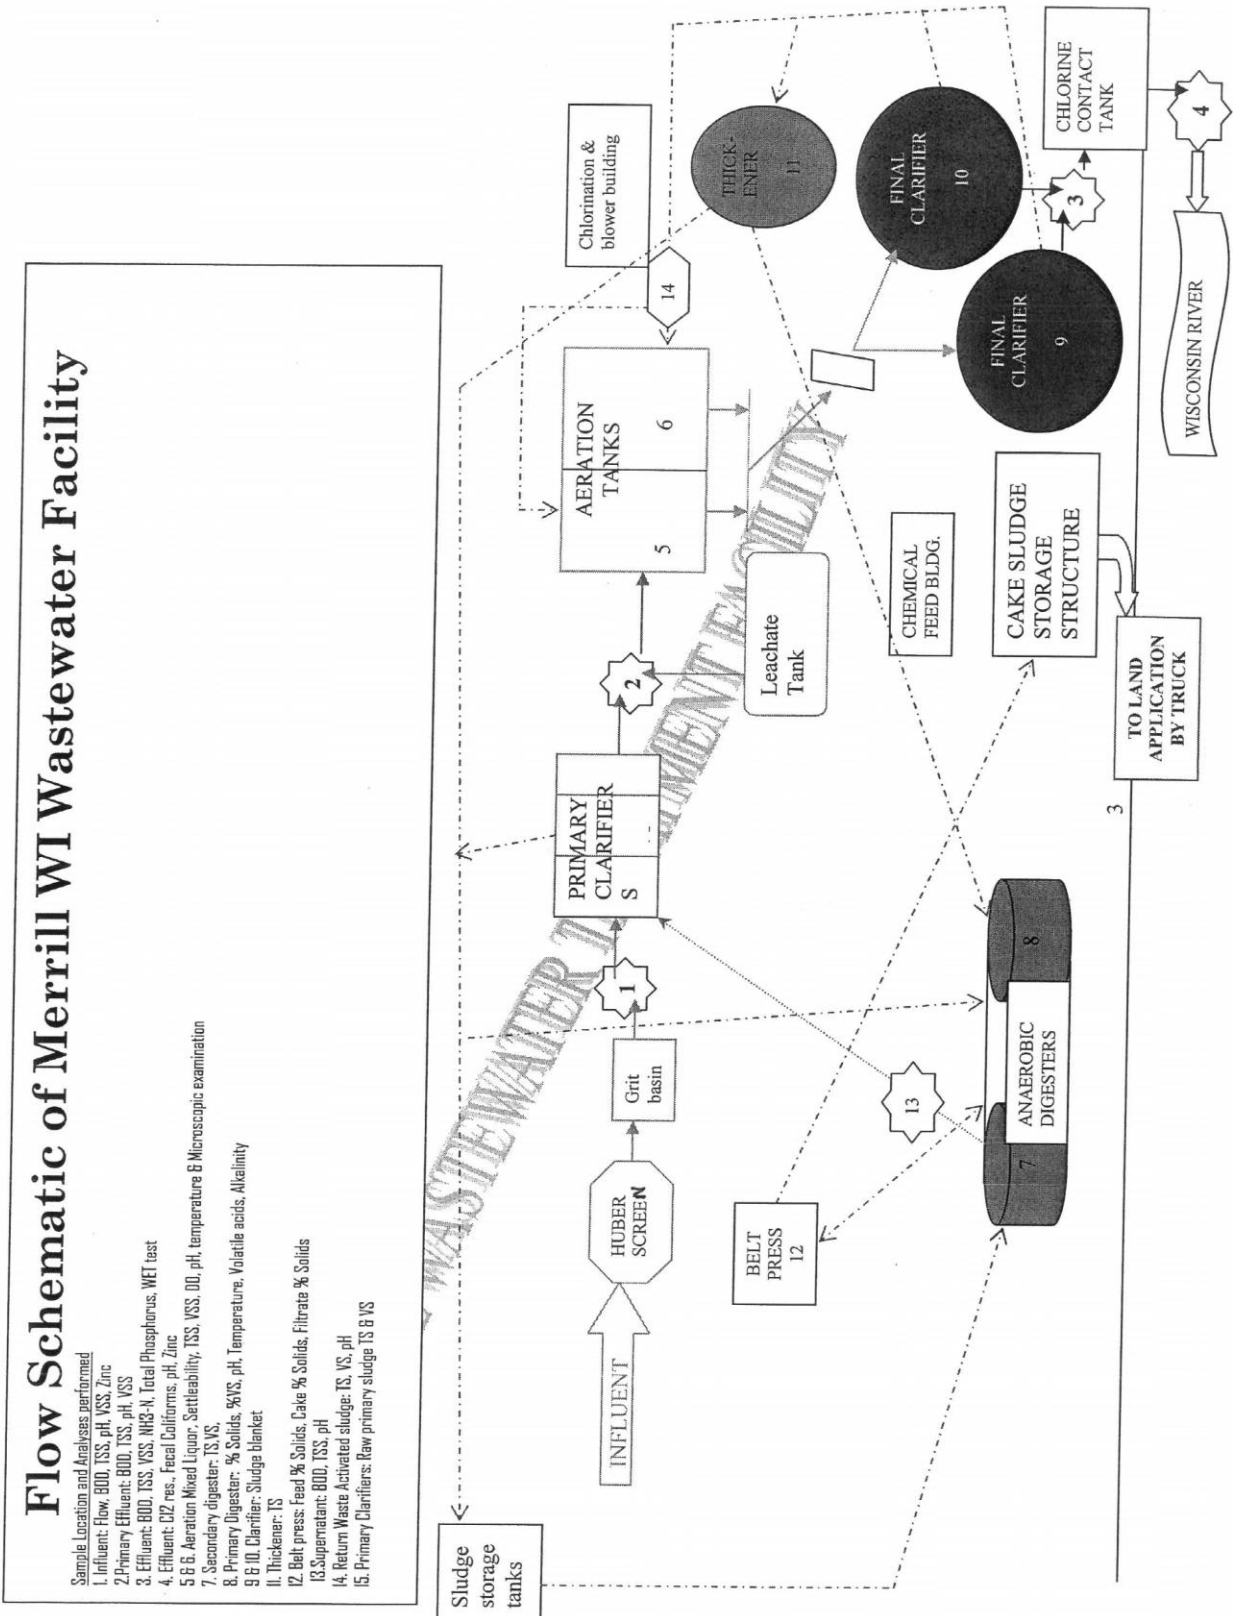 Flow Schematic of Merrill WI Wastewater Facility
Sample Location and Analyses performed
1. Influent: Flow, BOD, TSS, pH, VSS, Zinc
2.Primary Effluent: BOD, TSS, pH, VSS
3. Effluent: BOD, TSS, VSS, NH3-N, Total Phosphorus, WET test
4. Effluent: Cl2 res., Fecal Coliforms, pH, Zinc
5 & 6. Aeration Mixed Liquor, Settleability, TSS, VSS, DO, pH, temperature & Microscopic examination
7. Secondary digester: TS,VS,
8. Primary Digester: % Solids, %VS, pH, Temperature, Volatile acids, Alkalinity
9 & 10. Clarifier: Sludge blanket
11. Thickener: TS
12. Belt press: Feed % Solids, Cake % Solids, Filtrate % Solids
13.Supernatant: BOD, TSS, pH
14. Return Waste Activated sludge: TS, VS, pH
15. Primary Clarifiers: Raw primary sludge TS & VS
Sludge
storage
tanks
INFLUENT
HUBER
SCREEN
Grit
basin
1
PRIMARY
CLARIFIER
S
2
Leachate
Tank
AERATION
TANKS
5
6
14
Chlorination &
blower building
THICK-
ENER
11
FINAL
CLARIFIER
10
FINAL
CLARIFIER
9
3
CHLORINE
CONTACT
TANK
4
WISCONSIN RIVER
WASTEWATER
FACILITY
BELT
PRESS
12
13
7
ANAEROBIC
DIGESTERS
8
CHEMICAL
FEED BLDG.
CAKE SLUDGE
STORAGE
STRUCTURE
TO LAND
APPLICATION
BY TRUCK
3